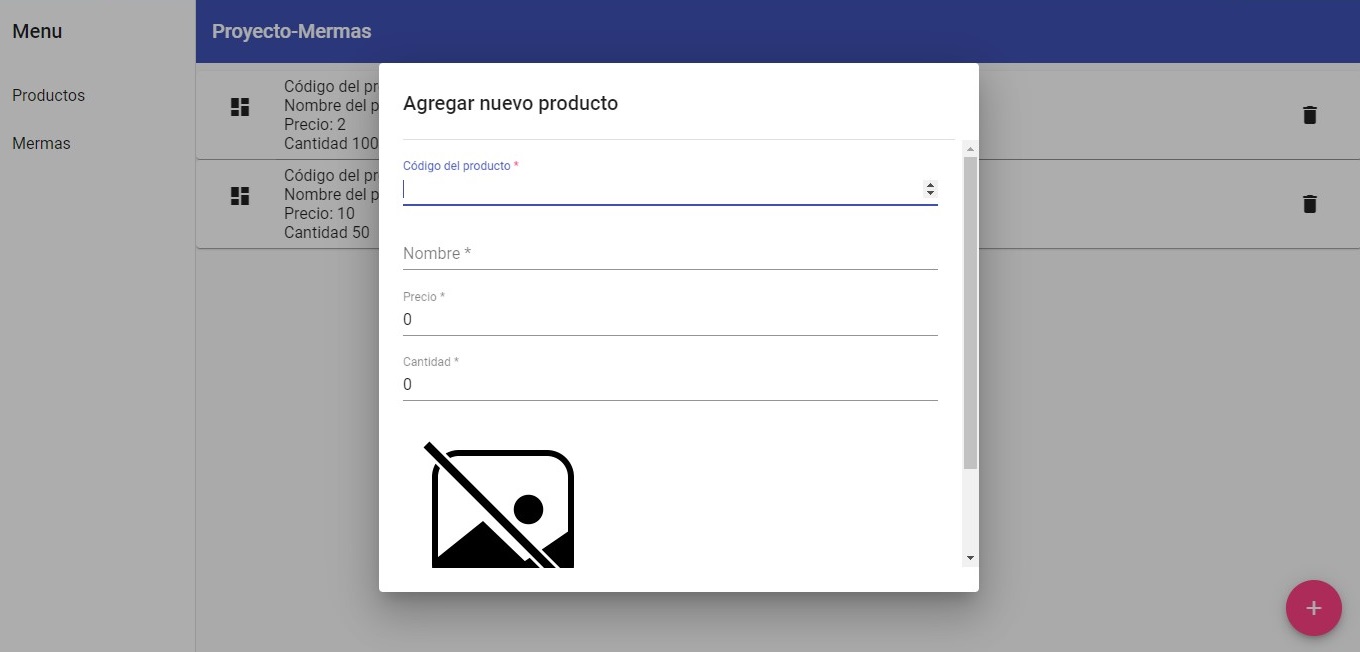 Menu
Proyecto-Mermas
Productos
Mermas
Código del pr
Nombre del p
Precio: 2
Cantidad 100
Código del pr
Nombre del p
Precio: 10
Cantidad 50
Agregar nuevo producto
Código del producto *
Nombre *
Precio *
0
Cantidad *
0
+